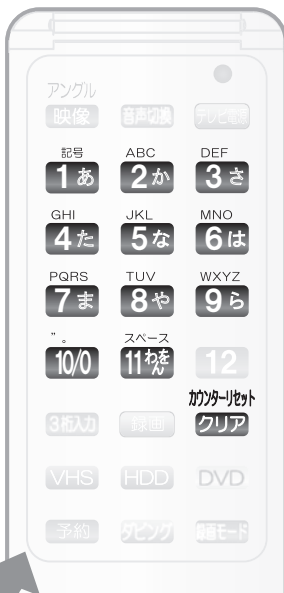 アングル
映像 音声切換 テレビ電源
記号 ABC DEF
1 あ 2 か 3 さ
GHI JKL MNO
4 た 5 な 6 は
PQRS TUV WXYZ
7 ま 8 や 9 ら
゛。 スペース
10/0 11 わをん 12
カウンターリセット
3桁入力 録画 クリア
VHS HDD DVD
予約 ダビング 録画モード